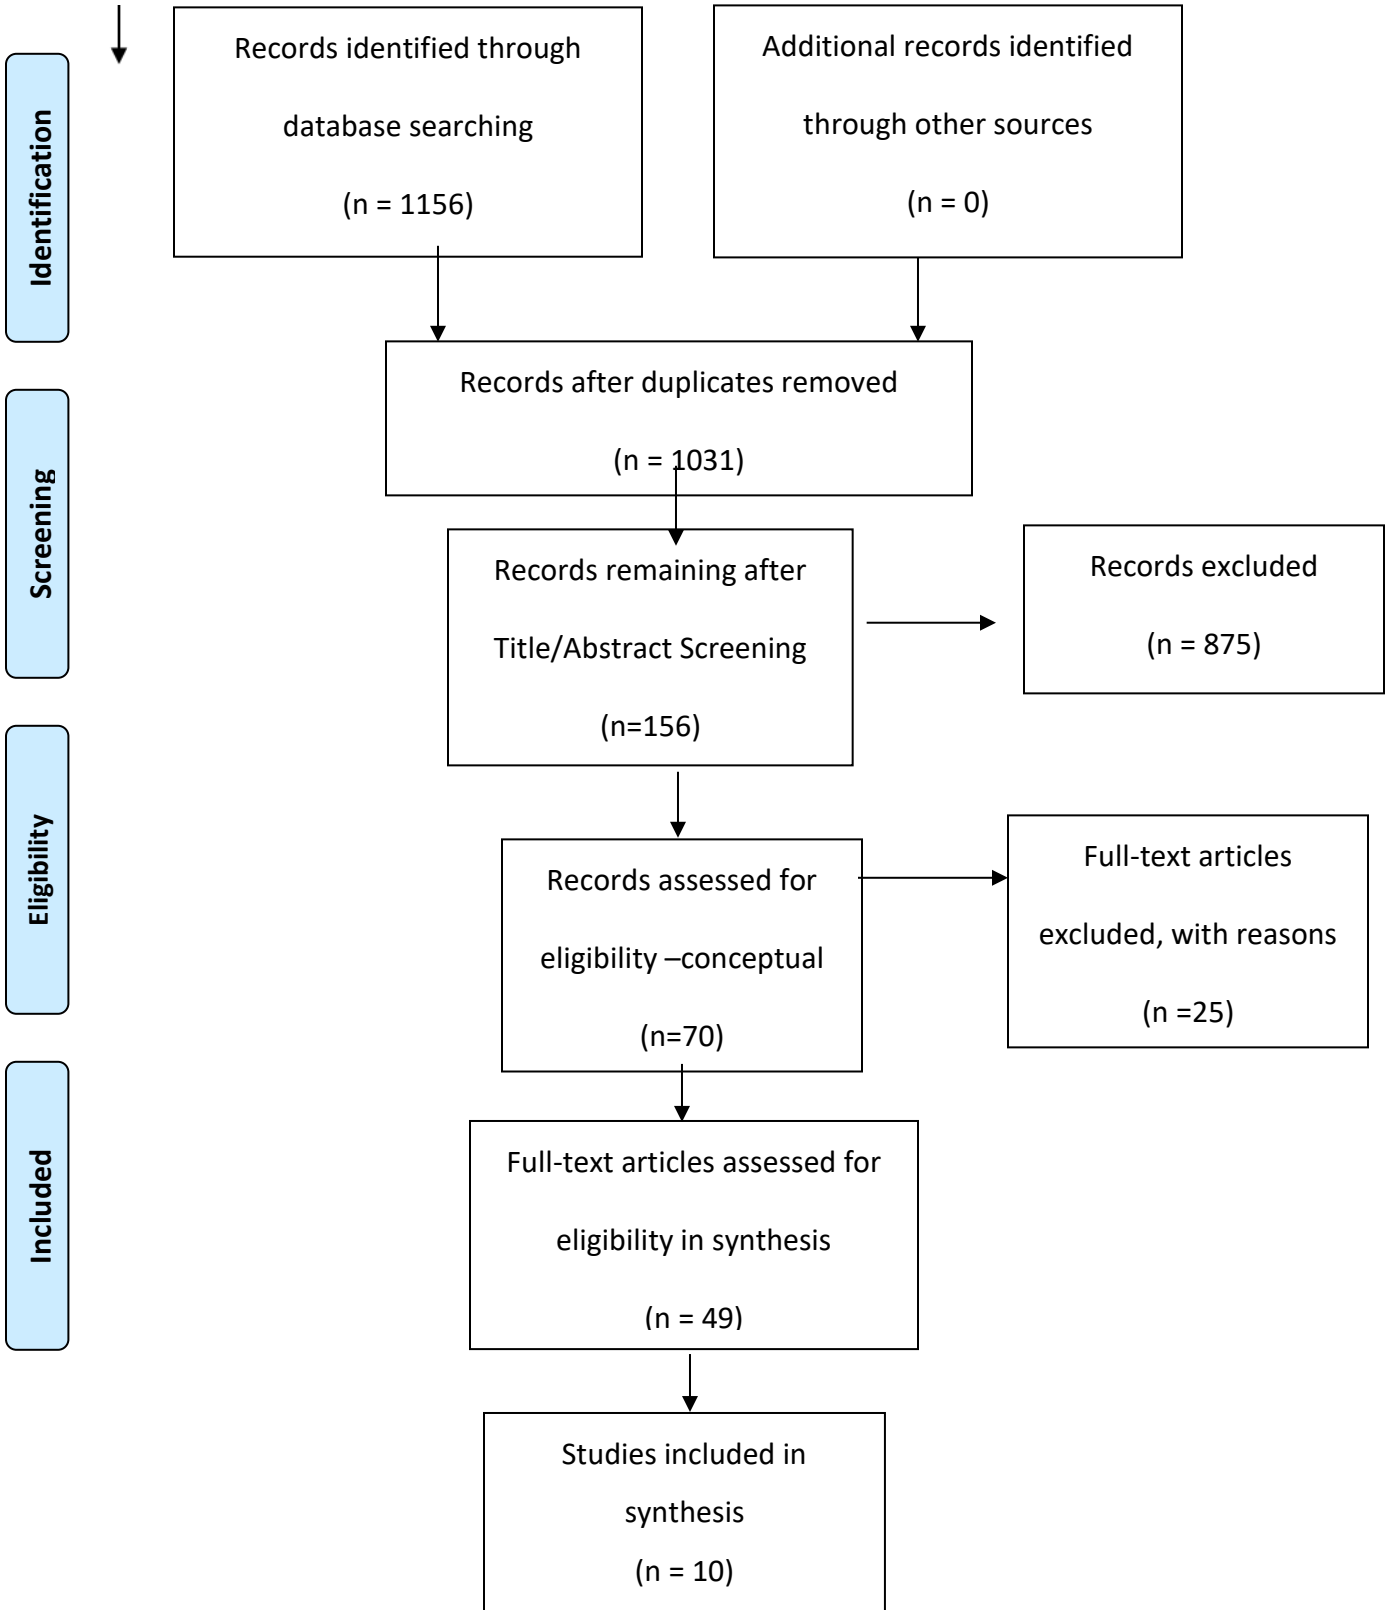 Identification
Records identified through
database searching
(n = 1156)
Additional records identified
through other sources
(n = 0)
Records after duplicates removed
(n = 1031)
Screening
Records remaining after
Title/Abstract Screening
(n=156)
Records excluded
(n = 875)
Eligibility
Records assessed for
eligibility –conceptual
(n=70)
Full-text articles
excluded, with reasons
(n =25)
Included
Full-text articles assessed for
eligibility in synthesis
(n = 49)
Studies included in
synthesis
(n = 10)